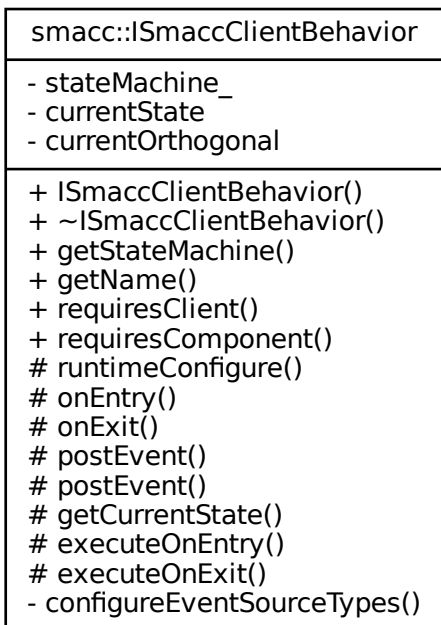 smacc::ISmaccClientBehavior
- stateMachine_
- currentState
- currentOrthogonal
+ ISmaccClientBehavior()
+ ~ISmaccClientBehavior()
+ getStateMachine()
+ getName()
+ requiresClient()
+ requiresComponent()
# runtimeConfigure()
# onEntry()
# onExit()
# postEvent()
# postEvent()
# getCurrentState()
# executeOnEntry()
# executeOnExit()
- configureEventSourceTypes()